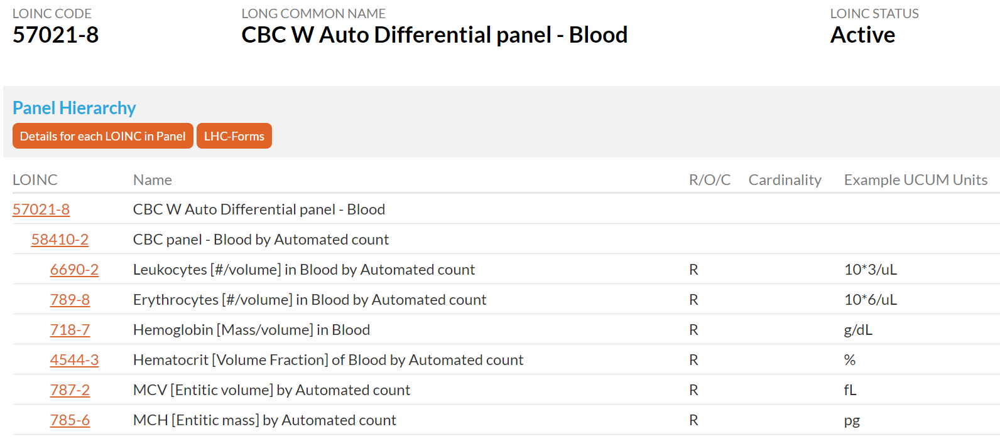 LOINC CODE LONG COMMON NAME LOINC STATUS
57021-8 CBC W Auto Differential panel - Blood Active
Panel Hierarchy
Details for each LOINC in Panel LHC-Forms
LOINC Name R/O/C Cardinality Example UCUM Units
57021-8 CBC W Auto Differential panel - Blood
58410-2 CBC panel - Blood by Automated count
6690-2 Leukocytes [#/volume] in Blood by Automated count R 10*3/uL
789-8 Erythrocytes [#/volume] in Blood by Automated count R 10*6/uL
718-7 Hemoglobin [Mass/volume] in Blood R g/dL
4544-3 Hematocrit [Volume Fraction] of Blood by Automated count R %
787-2 MCV [Entitic volume] by Automated count R fL
785-6 MCH [Entitic mass] by Automated count R pg